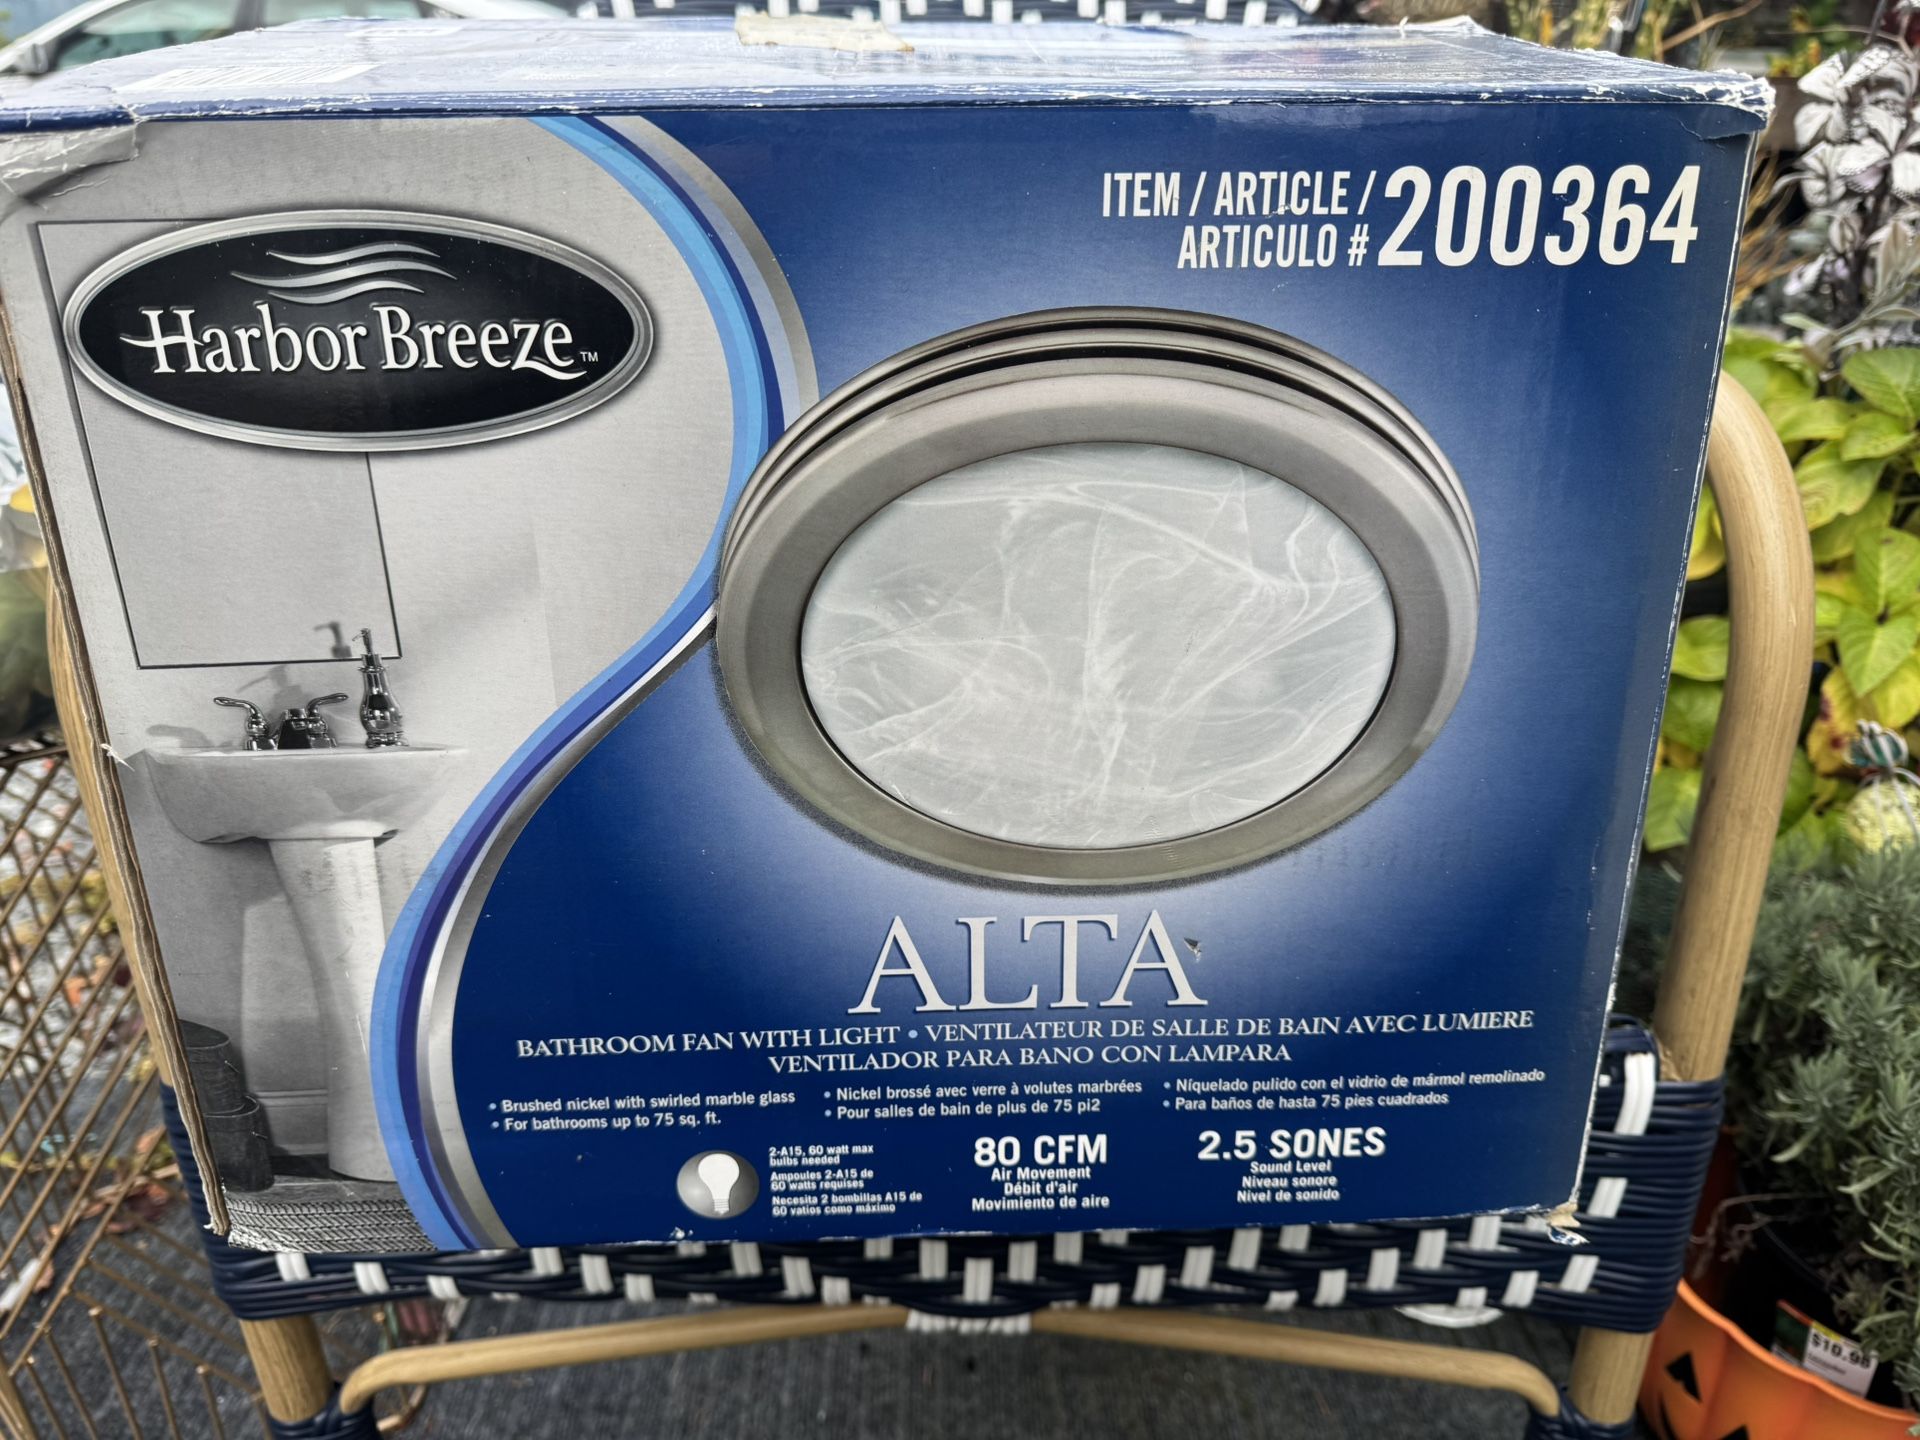 ITEM / ARTICLE /
ARTICULO # 200364
Harbor Breeze™
ALTA
BATHROOM FAN WITH LIGHT • VENTILATEUR DE SALLE DE BAIN AVEC LUMIERE
VENTILADOR PARA BANO CON LAMPARA
• Brushed nickel with swirled marble glass
• For bathrooms up to 75 sq. ft.
• Nickel brossé avec verre à volutes marbrées
• Pour salles de bain de plus de 75 pi2
• Níquelado pulido con el vidrio de mármol remolinado
• Para baños de hasta 75 pies cuadrados
2-A15, 60 watt max
bulbs needed
Ampoules 2-A15 de
60 watts requises
Necesita 2 bombillas A15 de
60 vatios como máximo
80 CFM
Air Movement
Débit d'air
Movimiento de aire
2.5 SONES
Sound Level
Niveau sonore
Nivel de sonido
$10.98